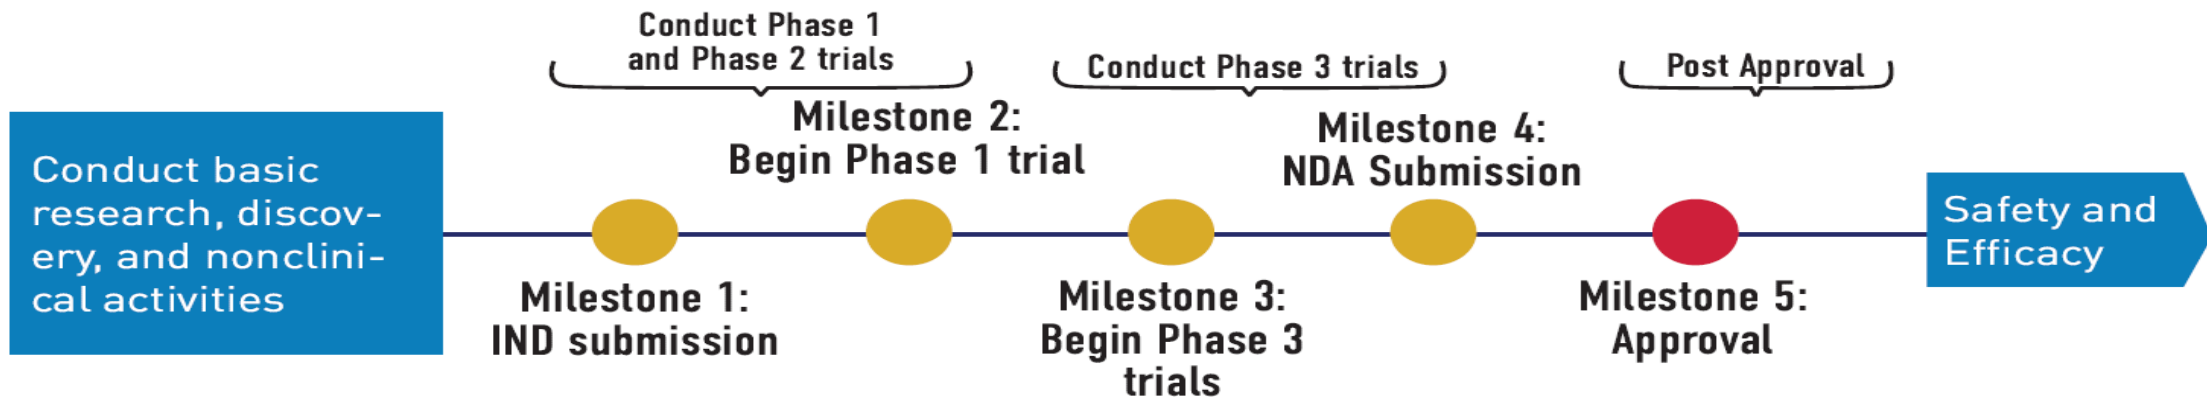 Conduct Phase 1
and Phase 2 trials
Conduct Phase 3 trials
Post Approval
Conduct basic
research, discov-
ery, and nonclini-
cal activities
Milestone 1:
IND submission
Milestone 2:
Begin Phase 1 trial
Milestone 3:
Begin Phase 3
trials
Milestone 4:
NDA Submission
Milestone 5:
Approval
Safety and
Efficacy